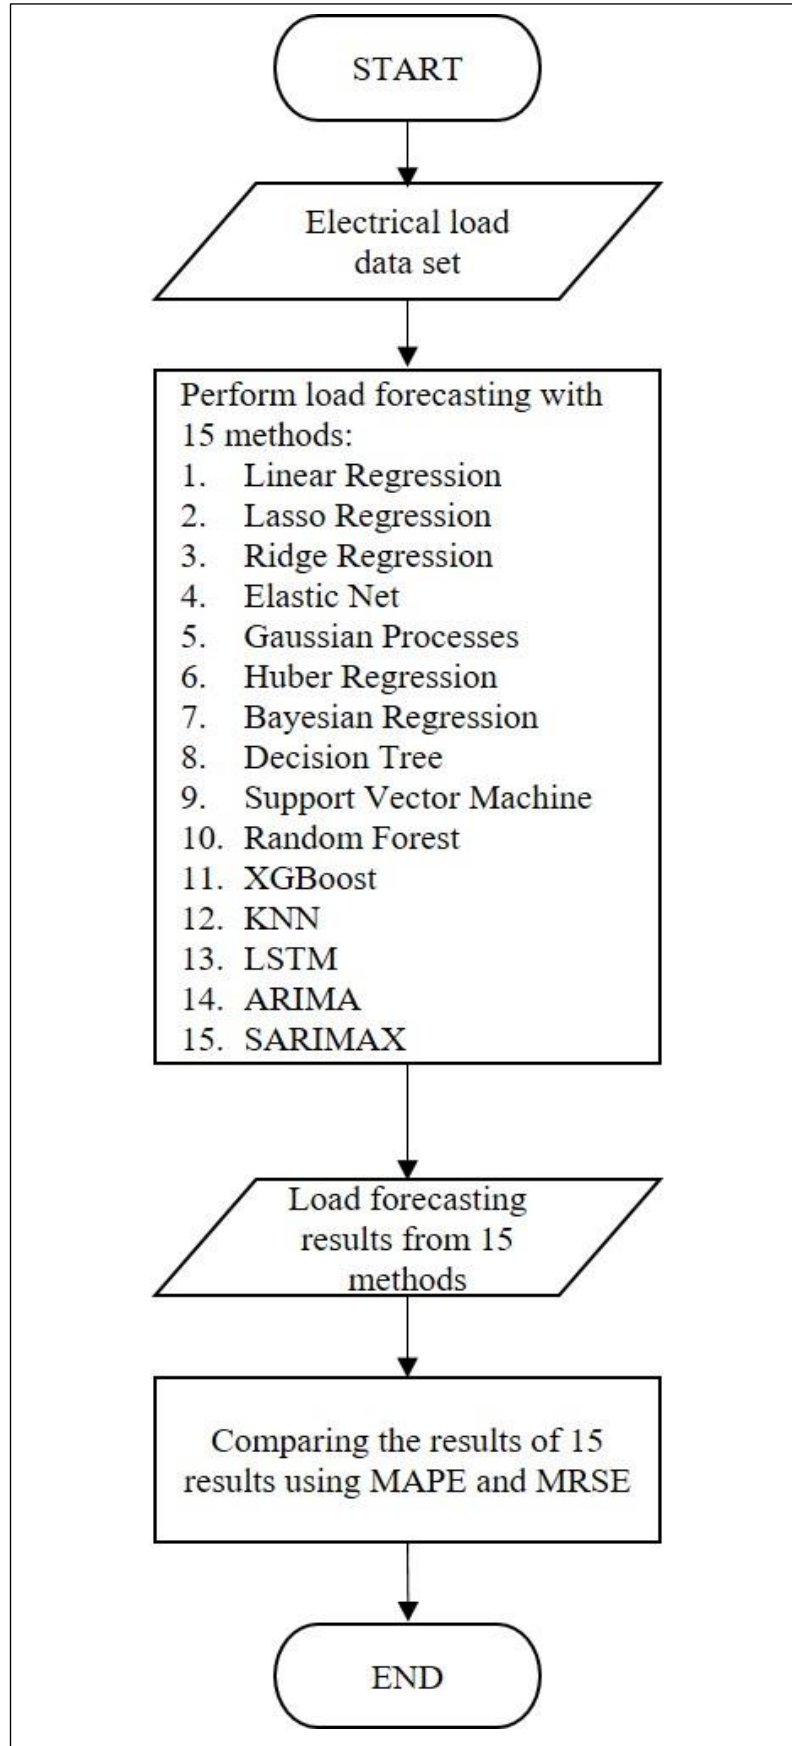 START
Electrical load
data set
Perform load forecasting with
15 methods:
1. Linear Regression
2. Lasso Regression
3. Ridge Regression
4. Elastic Net
5. Gaussian Processes
6. Huber Regression
7. Bayesian Regression
8. Decision Tree
9. Support Vector Machine
10. Random Forest
11. XGBoost
12. KNN
13. LSTM
14. ARIMA
15. SARIMAX
Load forecasting
results from 15
methods
Comparing the results of 15
results using MAPE and MRSE
END